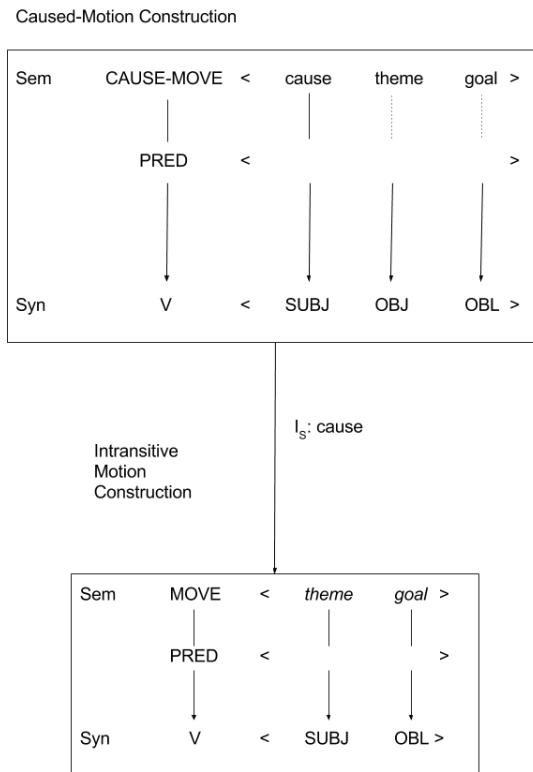 Caused-Motion Construction
Sem CAUSE-MOVE < cause theme goal >
PRED < >
Syn V < SUBJ OBJ OBL >
I_S: cause
Intransitive
Motion
Construction
Sem MOVE < theme goal >
PRED < >
Syn V < SUBJ OBL >